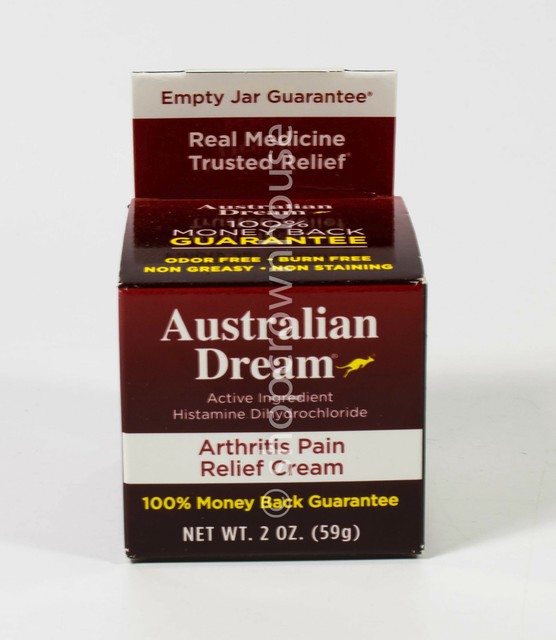 Empty Jar Guarantee®
Real Medicine
Trusted Relief
Australian
Dream
100%
MONEY BACK
GUARANTEE
ODOR FREE • BURN FREE
NON GREASY • NON STAINING
Australian
Dream®
Active Ingredient
Histamine Dihydrochloride
Arthritis Pain
Relief Cream
100% Money Back Guarantee
NET WT. 2 OZ. (59g)
© shopcrownhouse